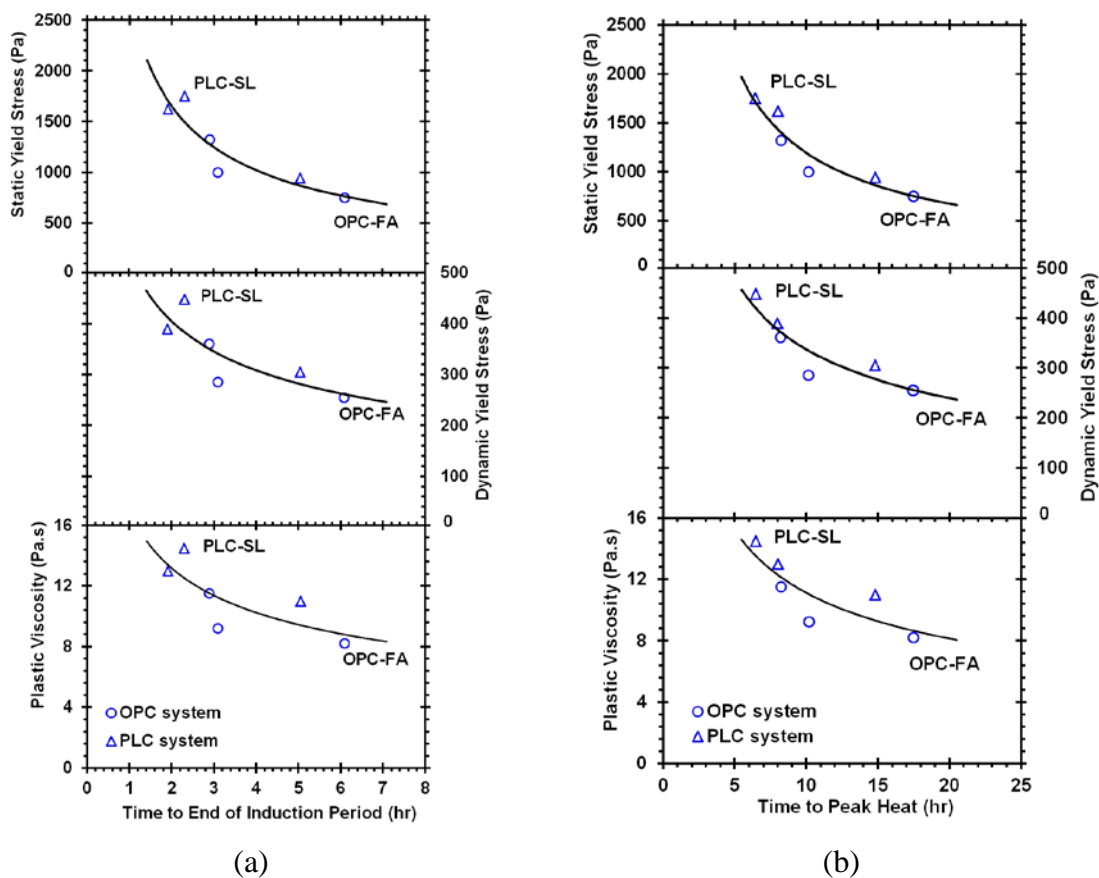 2500
2000
1500
1000
500
0
Static Yield Stress (Pa)
PLC-SL
OPC-FA
500
400
300
200
100
0
Dynamic Yield Stress (Pa)
PLC-SL
OPC-FA
16
12
8
4
0
Plastic Viscosity (Pa.s)
PLC-SL
OPC-FA
OPC system
PLC system
0 1 2 3 4 5 6 7 8
Time to End of Induction Period (hr)
(a)
2500
2000
1500
1000
500
0
Static Yield Stress (Pa)
PLC-SL
OPC-FA
500
400
300
200
100
0
Dynamic Yield Stress (Pa)
PLC-SL
OPC-FA
16
12
8
4
0
Plastic Viscosity (Pa.s)
PLC-SL
OPC-FA
OPC system
PLC system
0 5 10 15 20 25
Time to Peak Heat (hr)
(b)